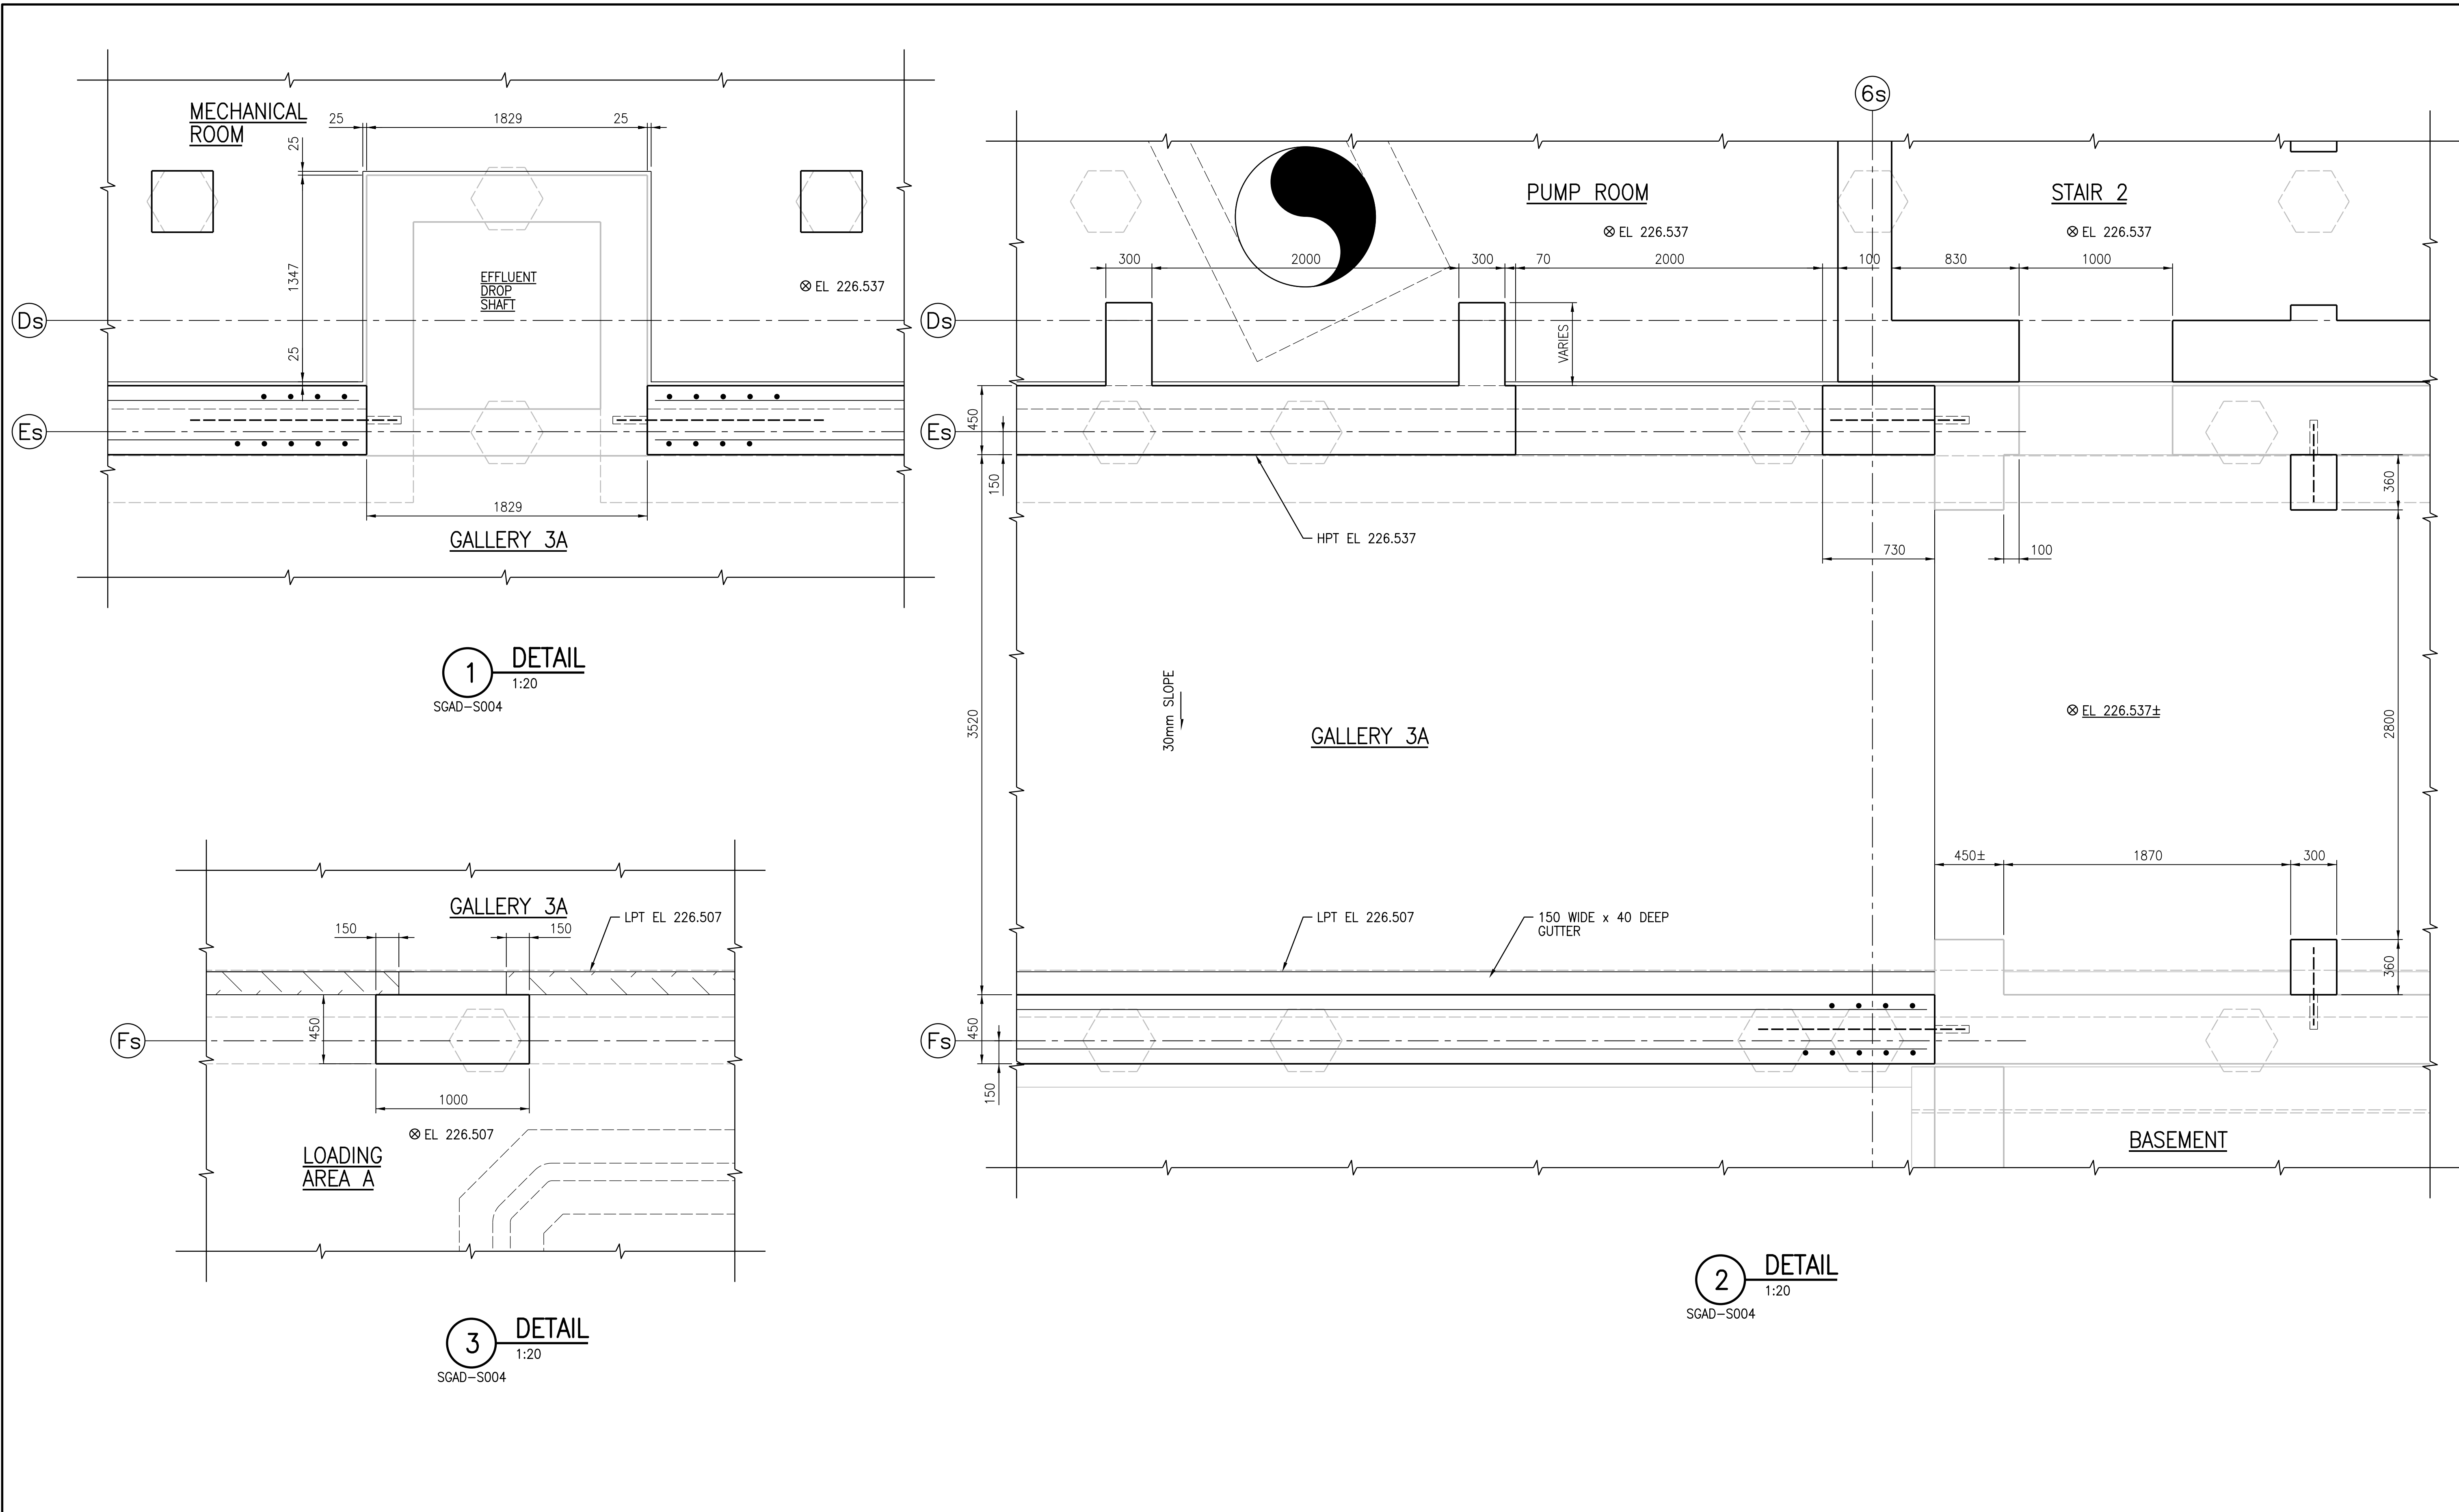 MECHANICAL
ROOM
25
1829
25
25
1347
25
EFFLUENT
DROP
SHAFT
EL 226.537
Ds
Es
1829
GALLERY 3A
1
DETAIL
1:20
SGAD-S004
GALLERY 3A
LPT EL 226.507
150
150
450
Fs
1000
EL 226.507
LOADING
AREA A
3
DETAIL
1:20
SGAD-S004
6s
PUMP ROOM
EL 226.537
STAIR 2
EL 226.537
300
2000
300
70
2000
100
830
1000
Ds
VARIES
450
Es
150
360
HPT EL 226.537
730
100
30mm SLOPE
3520
GALLERY 3A
EL 226.537±
2800
450±
1870
300
LPT EL 226.507
150 WIDE x 40 DEEP
GUTTER
360
450
Fs
150
BASEMENT
2
DETAIL
1:20
SGAD-S004